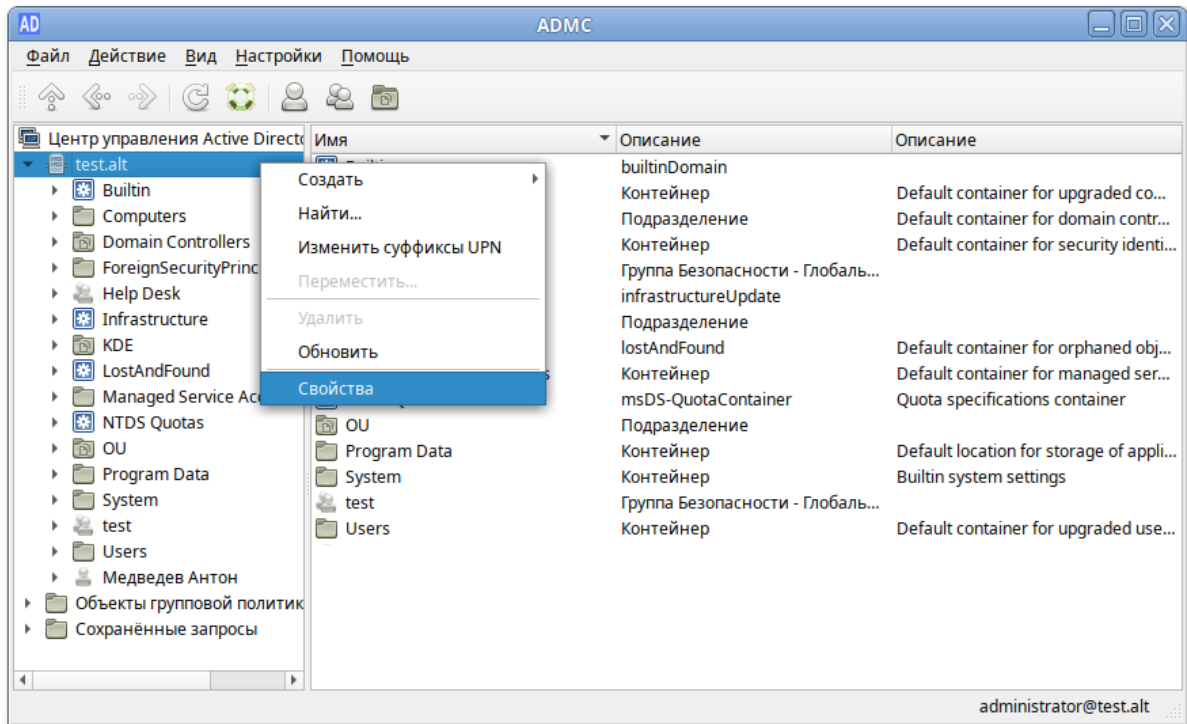 AD ADMC
Файл Действие Вид Настройки Помощь
Центр управления Active Directo
test.alt
Builtin
Computers
Domain Controllers
ForeignSecurityPrinc
Help Desk
Infrastructure
KDE
LostAndFound
Managed Service Acc
NTDS Quotas
OU
Program Data
System
test
Users
Медведев Антон
Объекты групповой политик
Сохранённые запросы
Создать
Найти...
Изменить суффиксы UPN
Переместить...
Удалить
Обновить
Свойства
Имя Описание Описание
builtinDomain
Контейнер Default container for upgraded co...
Подразделение Default container for domain contr...
Контейнер Default container for security identi...
Группа Безопасности - Глобаль...
infrastructureUpdate
Подразделение
lostAndFound Default container for orphaned obj...
Контейнер Default container for managed ser...
msDS-QuotaContainer Quota specifications container
OU Подразделение
Program Data Контейнер Default location for storage of appli...
System Контейнер Builtin system settings
test Группа Безопасности - Глобаль...
Users Контейнер Default container for upgraded use...
administrator@test.alt